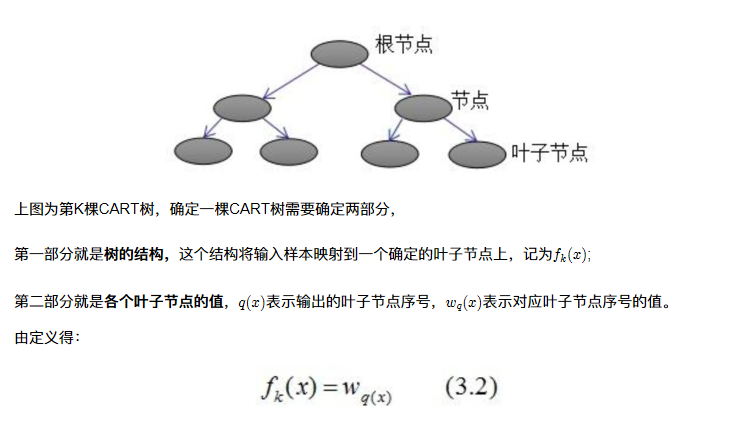 根节点
节点
叶子节点
上图为第K棵CART树，确定一棵CART树需要确定两部分，
第一部分就是树的结构，这个结构将输入样本映射到一个确定的叶子节点上，记为fₖ(x);
第二部分就是各个叶子节点的值，q(x)表示输出的叶子节点序号，w_q(x)表示对应叶子节点序号的值。
由定义得：
fₖ(x) = w_{q(x)} (3.2)